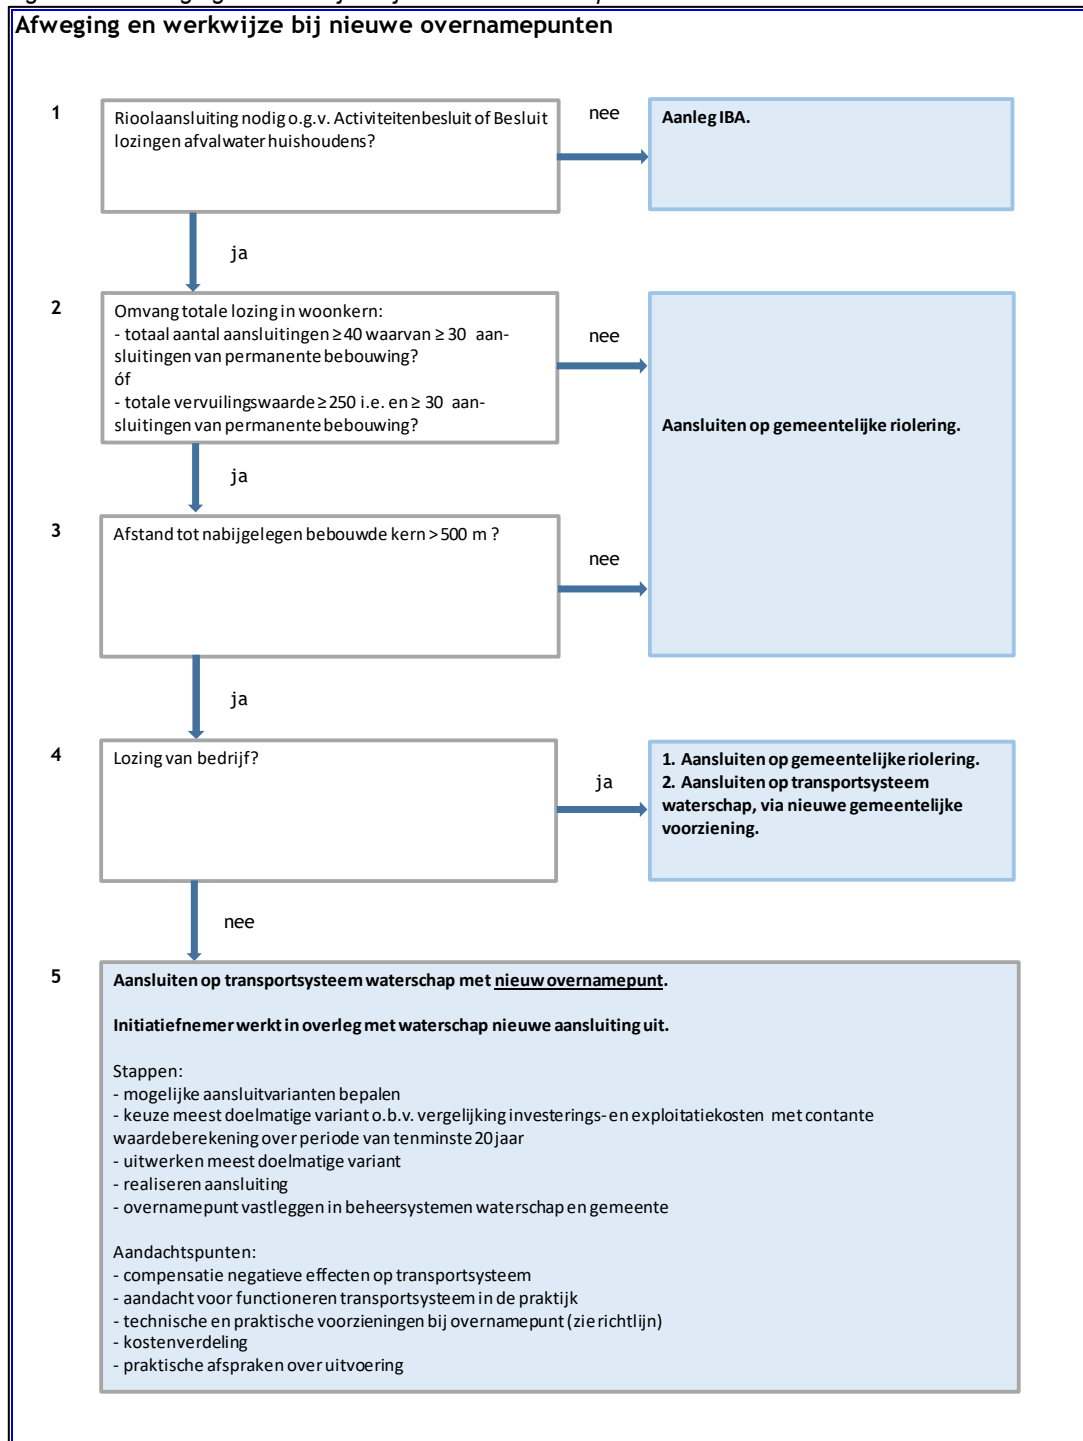 Afweging en werkwijze bij nieuwe overnamepunten
1
Rioolaansluiting nodig o.g.v. Activiteitenbesluit of Besluit
lozingen afvalwater huishoudens?
nee
Aanleg IBA.
ja
2
Omvang totale lozing in woonkern:
- totaal aantal aansluitingen ≥ 40 waarvan ≥ 30 aan-
sluitingen van permanente bebouwing?
óf
- totale vervuilingswaarde ≥ 250 i.e. en ≥ 30 aan-
sluitingen van permanente bebouwing?
nee
Aansluiten op gemeentelijke riolering.
ja
3
Afstand tot nabijgelegen bebouwde kern > 500 m ?
nee
ja
4
Lozing van bedrijf?
ja
1. Aansluiten op gemeentelijke riolering.
2. Aansluiten op transportsysteem
waterschap, via nieuwe gemeentelijke
voorziening.
nee
5
Aansluiten op transportsysteem waterschap met nieuw overnamepunt.
Initiatiefnemer werkt in overleg met waterschap nieuwe aansluiting uit.
Stappen:
- mogelijke aansluitvarianten bepalen
- keuze meest doelmatige variant o.b.v. vergelijking investerings- en exploitatiekosten met contante
waardeberekening over periode van tenminste 20 jaar
- uitwerken meest doelmatige variant
- realiseren aansluiting
- overnamepunt vastleggen in beheersystemen waterschap en gemeente
Aandachtspunten:
- compensatie negatieve effecten op transportsysteem
- aandacht voor functioneren transportsysteem in de praktijk
- technische en praktische voorzieningen bij overnamepunt (zie richtlijn)
- kostenverdeling
- praktische afspraken over uitvoering